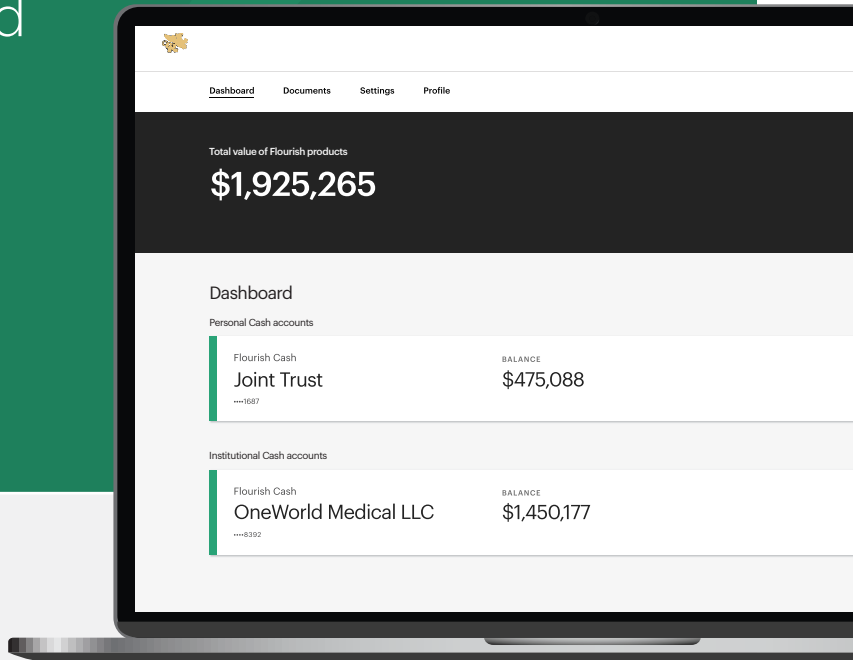 d
Dashboard Documents Settings Profile
Total value of Flourish products
$1,925,265
Dashboard
Personal Cash accounts
Flourish Cash
Joint Trust
••••1687
BALANCE
$475,088
Institutional Cash accounts
Flourish Cash
OneWorld Medical LLC
••••8392
BALANCE
$1,450,177